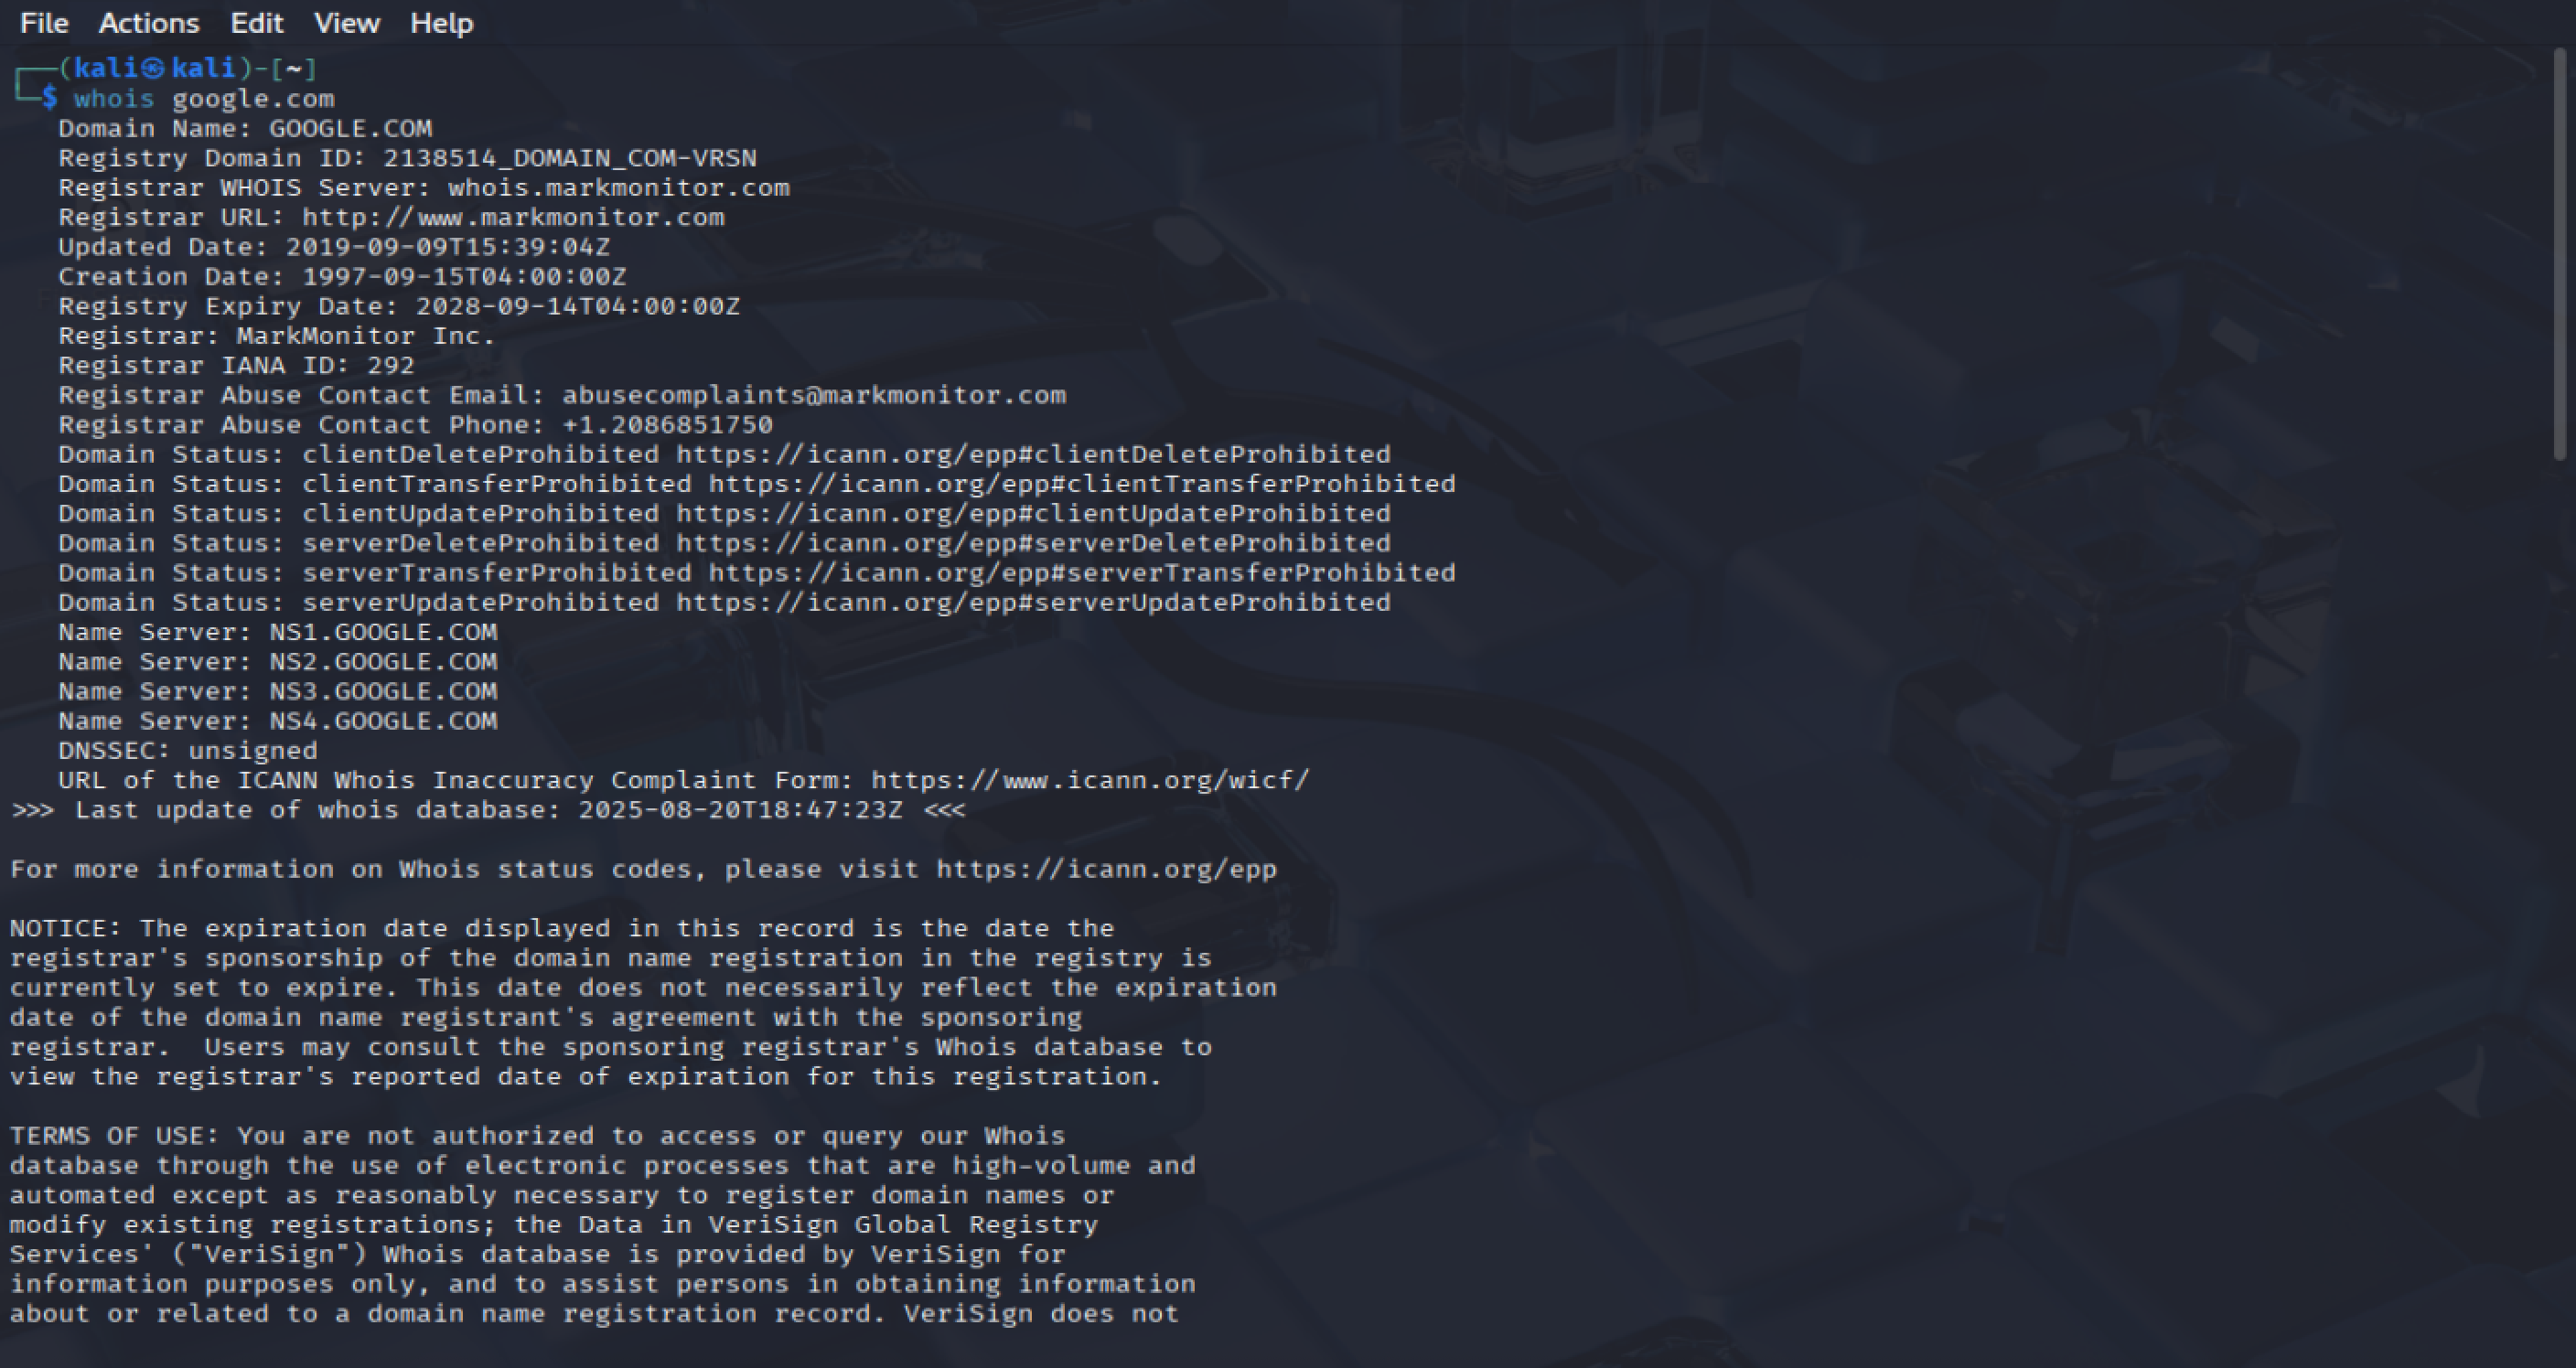 File Actions Edit View Help
┌──(kali㉿kali)-[~]
└─$ whois google.com
   Domain Name: GOOGLE.COM
   Registry Domain ID: 2138514_DOMAIN_COM-VRSN
   Registrar WHOIS Server: whois.markmonitor.com
   Registrar URL: http://www.markmonitor.com
   Updated Date: 2019-09-09T15:39:04Z
   Creation Date: 1997-09-15T04:00:00Z
   Registry Expiry Date: 2028-09-14T04:00:00Z
   Registrar: MarkMonitor Inc.
   Registrar IANA ID: 292
   Registrar Abuse Contact Email: abusecomplaints@markmonitor.com
   Registrar Abuse Contact Phone: +1.2086851750
   Domain Status: clientDeleteProhibited https://icann.org/epp#clientDeleteProhibited
   Domain Status: clientTransferProhibited https://icann.org/epp#clientTransferProhibited
   Domain Status: clientUpdateProhibited https://icann.org/epp#clientUpdateProhibited
   Domain Status: serverDeleteProhibited https://icann.org/epp#serverDeleteProhibited
   Domain Status: serverTransferProhibited https://icann.org/epp#serverTransferProhibited
   Domain Status: serverUpdateProhibited https://icann.org/epp#serverUpdateProhibited
   Name Server: NS1.GOOGLE.COM
   Name Server: NS2.GOOGLE.COM
   Name Server: NS3.GOOGLE.COM
   Name Server: NS4.GOOGLE.COM
   DNSSEC: unsigned
   URL of the ICANN Whois Inaccuracy Complaint Form: https://www.icann.org/wicf/
>>> Last update of whois database: 2025-08-20T18:47:23Z <<<

For more information on Whois status codes, please visit https://icann.org/epp

NOTICE: The expiration date displayed in this record is the date the
registrar's sponsorship of the domain name registration in the registry is
currently set to expire. This date does not necessarily reflect the expiration
date of the domain name registrant's agreement with the sponsoring
registrar.  Users may consult the sponsoring registrar's Whois database to
view the registrar's reported date of expiration for this registration.

TERMS OF USE: You are not authorized to access or query our Whois
database through the use of electronic processes that are high-volume and
automated except as reasonably necessary to register domain names or
modify existing registrations; the Data in VeriSign Global Registry
Services' ("VeriSign") Whois database is provided by VeriSign for
information purposes only, and to assist persons in obtaining information
about or related to a domain name registration record. VeriSign does not